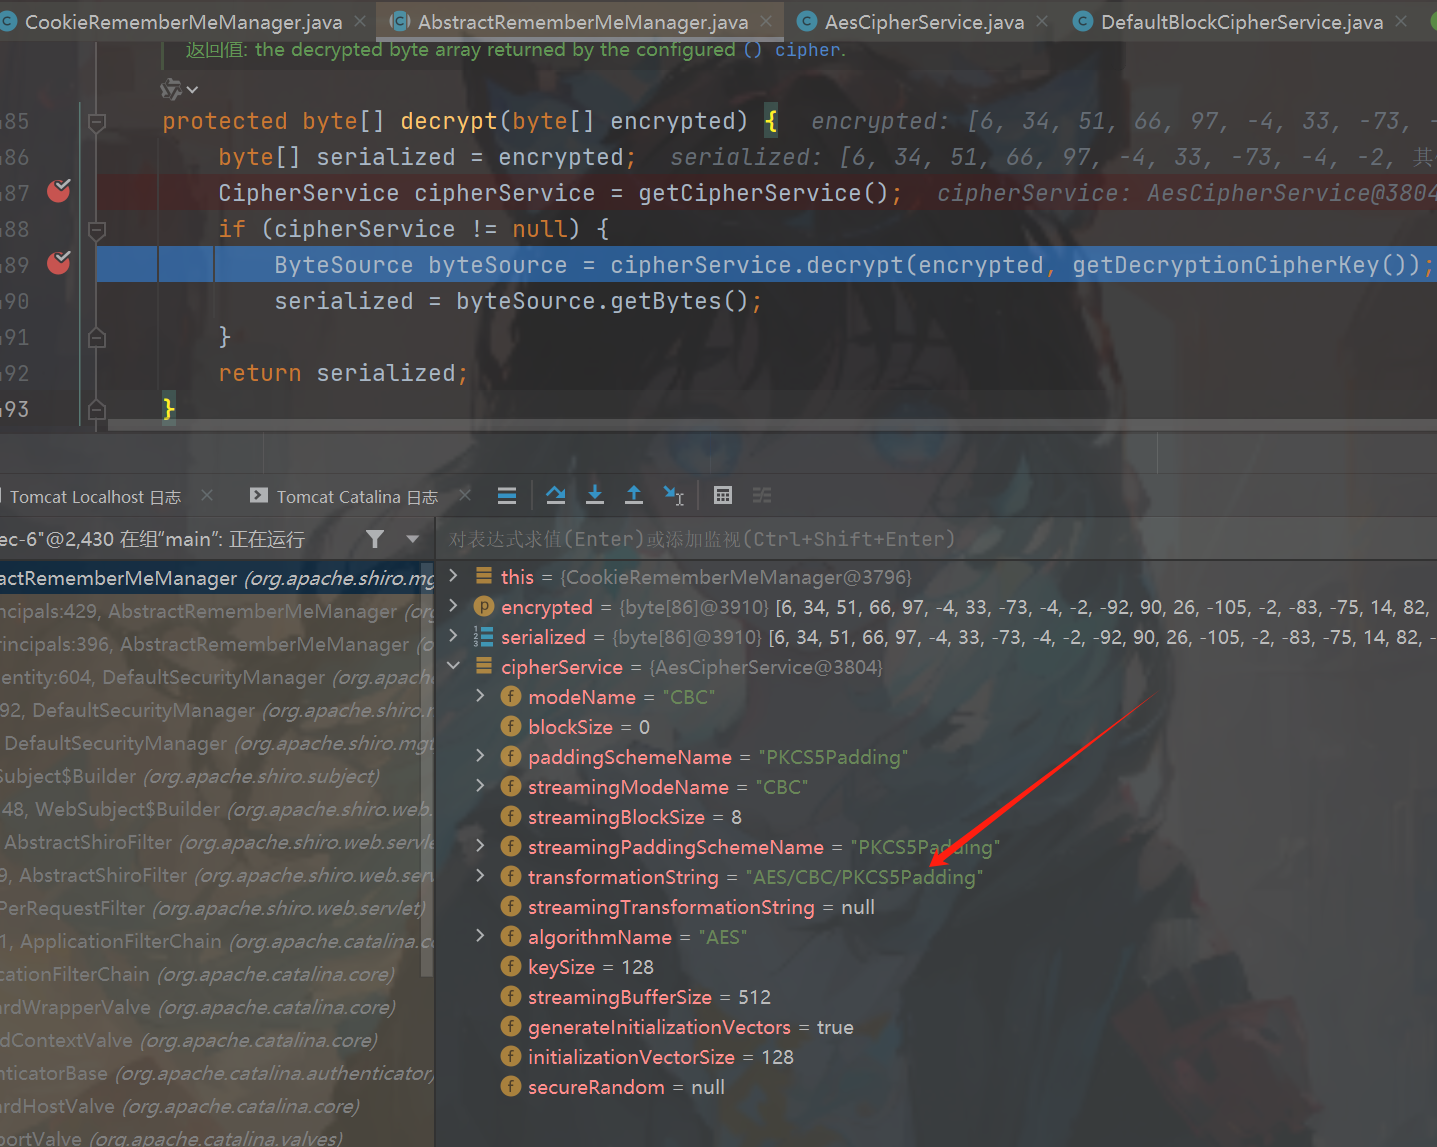 CookieRememberMeManager.java
AbstractRememberMeManager.java
AesCipherService.java
DefaultBlockCipherService.java
返回值: the decrypted byte array returned by the configured () cipher.
85 protected byte[] decrypt(byte[] encrypted) { encrypted: [6, 34, 51, 66, 97, -4, 33, -73, -
86 byte[] serialized = encrypted; serialized: [6, 34, 51, 66, 97, -4, 33, -73, -4, -2, 其
87 CipherService cipherService = getCipherService(); cipherService: AesCipherService@3804
88 if (cipherService != null) {
89 ByteSource byteSource = cipherService.decrypt(encrypted, getDecryptionCipherKey());
90 serialized = byteSource.getBytes();
91 }
92 return serialized;
93 }
Tomcat Localhost 日志
Tomcat Catalina 日志
ec-6"@2,430 在组"main": 正在运行
对表达式求值(Enter)或添加监视(Ctrl+Shift+Enter)
actRememberMeManager (org.apache.shiro.mgt
ncipals:429, AbstractRememberMeManager (org
rincipals:396, AbstractRememberMeManager (o
entity:604, DefaultSecurityManager (org.apache
92, DefaultSecurityManager (org.apache.shiro.m
DefaultSecurityManager (org.apache.shiro.mgt
Subject$Builder (org.apache.shiro.subject)
48, WebSubject$Builder (org.apache.shiro.web.
AbstractShiroFilter (org.apache.shiro.web.servle
9, AbstractShiroFilter (org.apache.shiro.web.serv
PerRequestFilter (org.apache.shiro.web.servlet)
1, ApplicationFilterChain (org.apache.catalina.co
cationFilterChain (org.apache.catalina.core)
ardWrapperValve (org.apache.catalina.core)
rdContextValve (org.apache.catalina.core)
nticatorBase (org.apache.catalina.authenticator)
ardHostValve (org.apache.catalina.core)
portValve (org.apache.catalina.valves)
this = {CookieRememberMeManager@3796}
encrypted = {byte[86]@3910} [6, 34, 51, 66, 97, -4, 33, -73, -4, -2, -92, 90, 26, -105, -2, -83, -75, 14, 82, -
serialized = {byte[86]@3910} [6, 34, 51, 66, 97, -4, 33, -73, -4, -2, -92, 90, 26, -105, -2, -83, -75, 14, 82, -
cipherService = {AesCipherService@3804}
modeName = "CBC"
blockSize = 0
paddingSchemeName = "PKCS5Padding"
streamingModeName = "CBC"
streamingBlockSize = 8
streamingPaddingSchemeName = "PKCS5Padding"
transformationString = "AES/CBC/PKCS5Padding"
streamingTransformationString = null
algorithmName = "AES"
keySize = 128
streamingBufferSize = 512
generateInitializationVectors = true
initializationVectorSize = 128
secureRandom = null